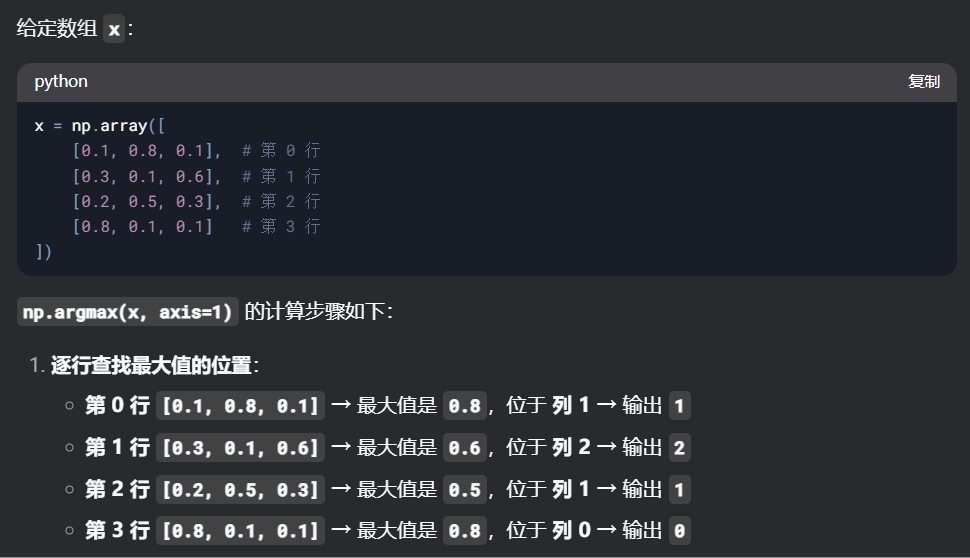 给定数组 x：
python
复制
x = np.array([
    [0.1, 0.8, 0.1],  # 第 0 行
    [0.3, 0.1, 0.6],  # 第 1 行
    [0.2, 0.5, 0.3],  # 第 2 行
    [0.8, 0.1, 0.1]   # 第 3 行
])
np.argmax(x, axis=1) 的计算步骤如下：
1. 逐行查找最大值的位置：
○ 第 0 行 [0.1, 0.8, 0.1] → 最大值是 0.8，位于 列 1 → 输出 1
○ 第 1 行 [0.3, 0.1, 0.6] → 最大值是 0.6，位于 列 2 → 输出 2
○ 第 2 行 [0.2, 0.5, 0.3] → 最大值是 0.5，位于 列 1 → 输出 1
○ 第 3 行 [0.8, 0.1, 0.1] → 最大值是 0.8，位于 列 0 → 输出 0